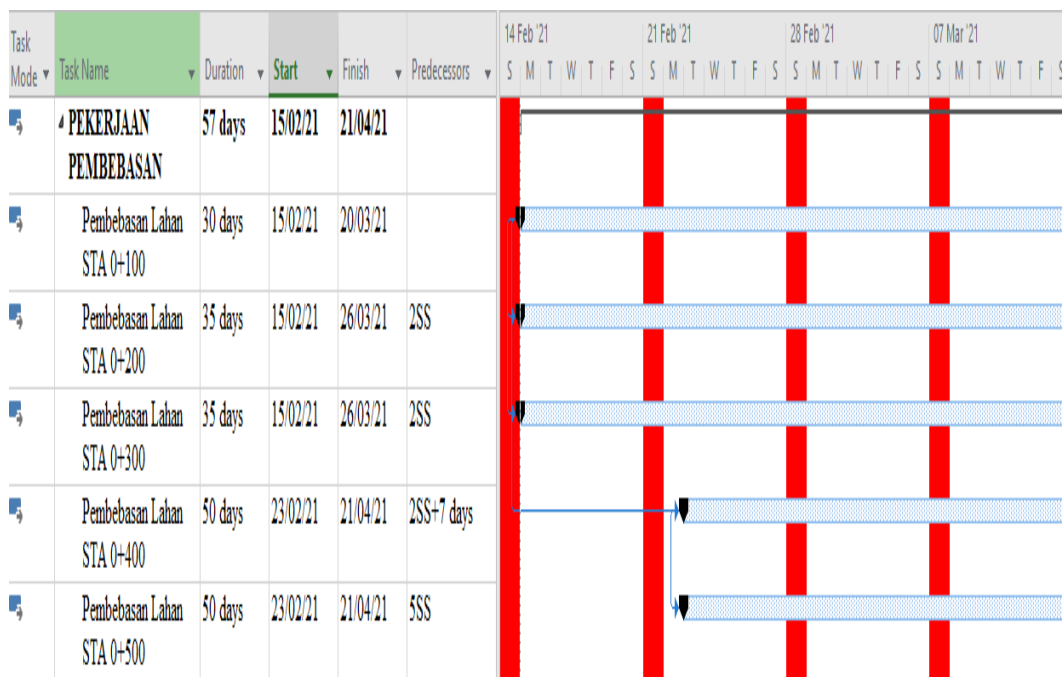 Task Mode Task Name Duration Start Finish Predecessors
14 Feb '21 21 Feb '21 28 Feb '21 07 Mar '21
S M T W T F S S M T W T F S S M T W T F S S M T W T F S
PEKERJAAN PEMBEBASAN 57 days 15/02/21 21/04/21
Pembebasan Lahan STA 0+100 30 days 15/02/21 20/03/21
Pembebasan Lahan STA 0+200 35 days 15/02/21 26/03/21 2SS
Pembebasan Lahan STA 0+300 35 days 15/02/21 26/03/21 2SS
Pembebasan Lahan STA 0+400 50 days 23/02/21 21/04/21 2SS+7 days
Pembebasan Lahan STA 0+500 50 days 23/02/21 21/04/21 5SS